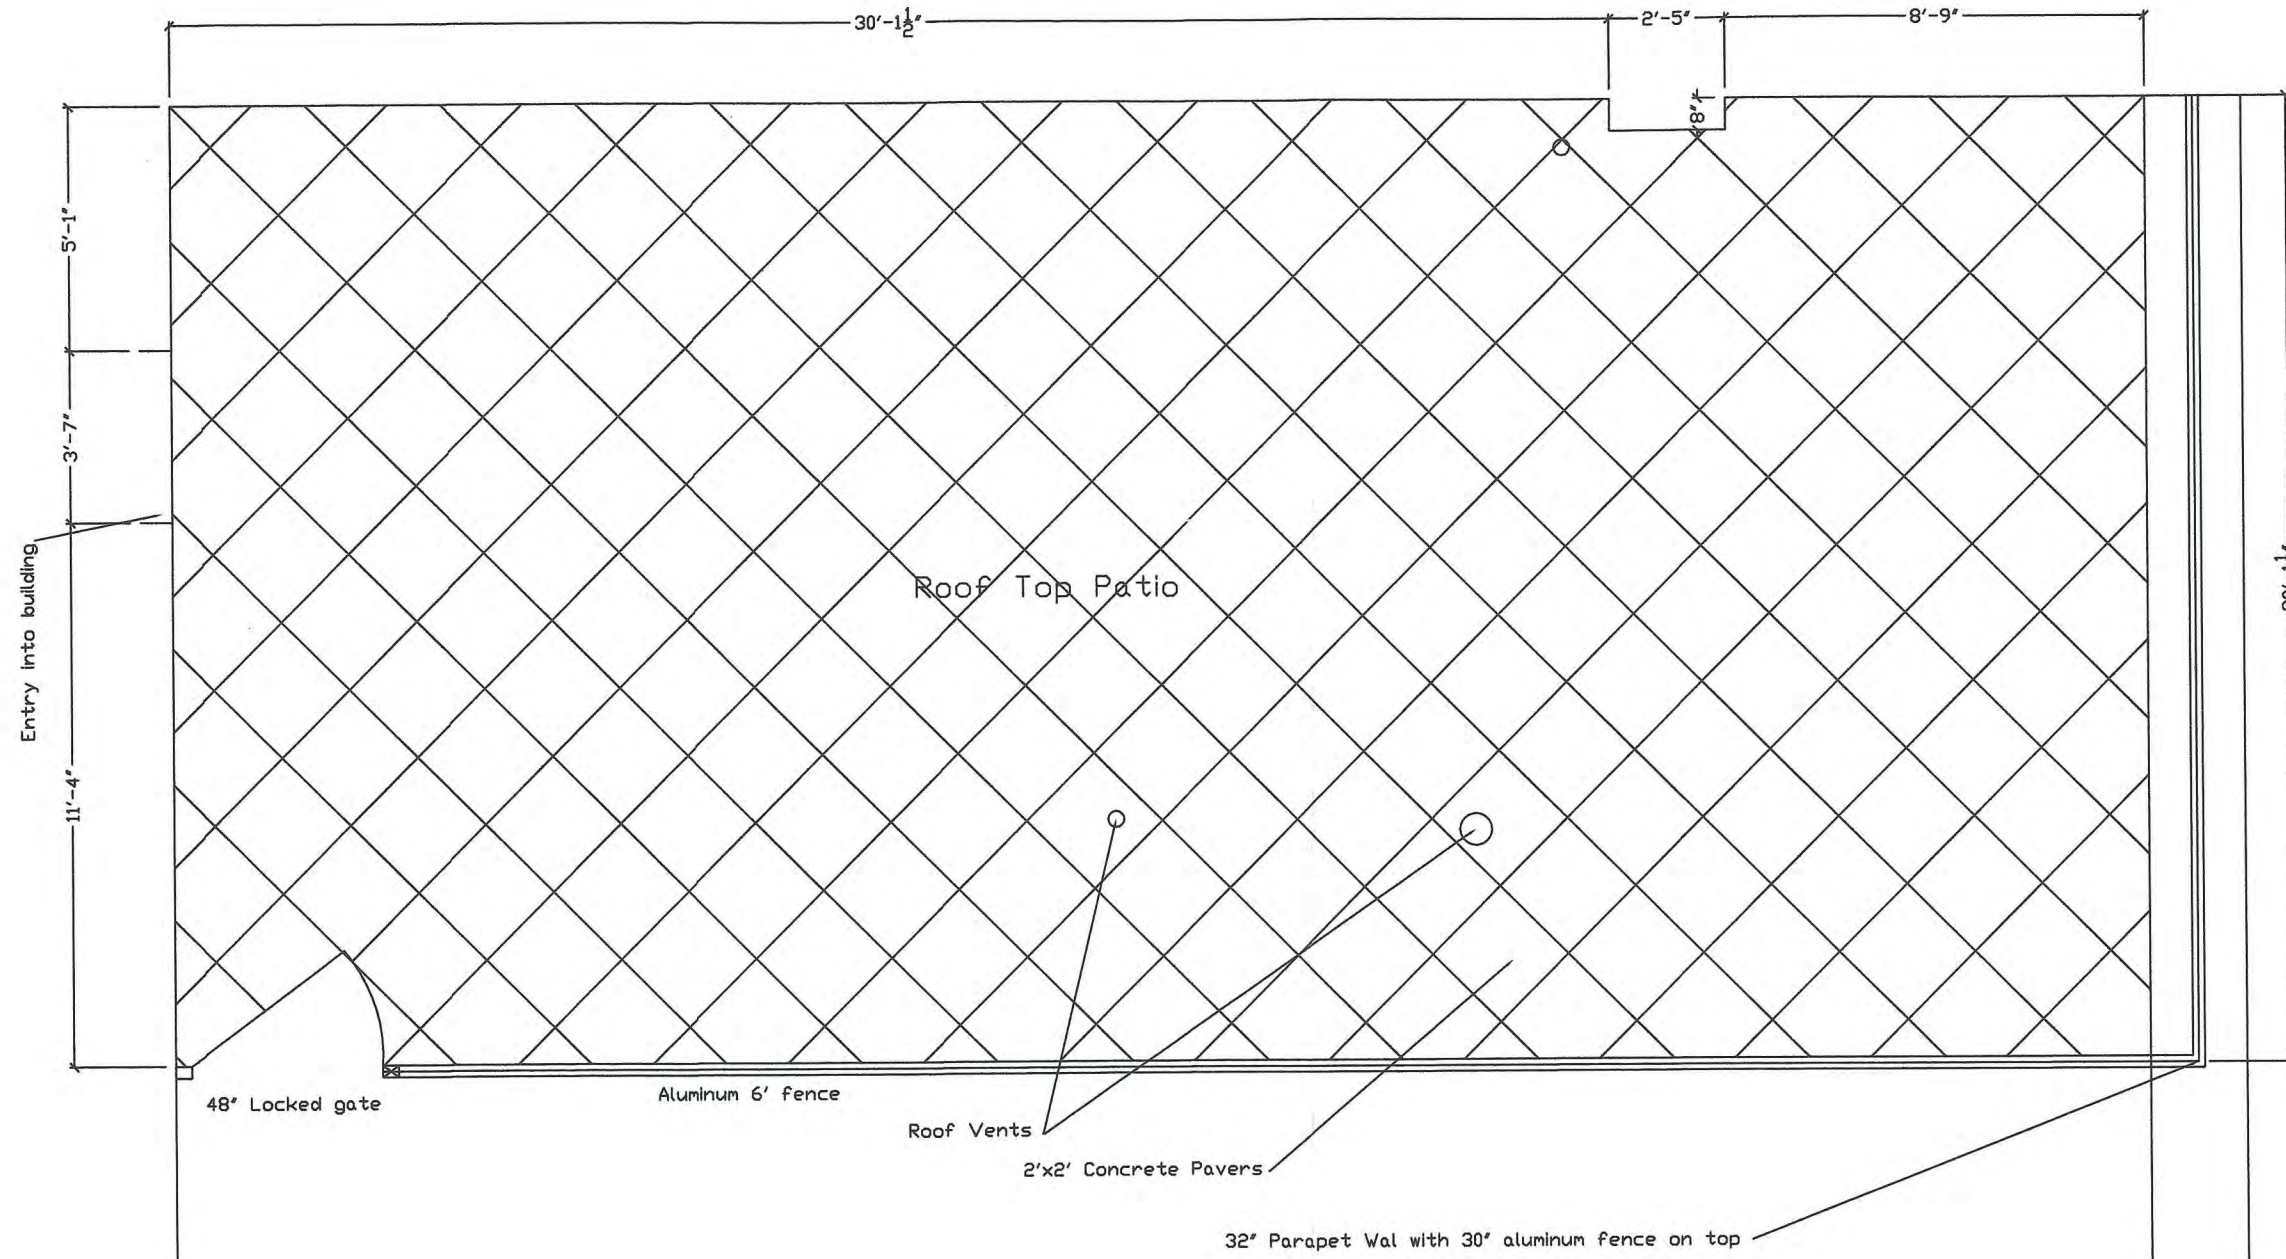 30'-1½"
2'-5"
8'-9"
8"
5'-1"
3'-7"
Entry into building
11'-4"
Roof Top Patio
48" Locked gate
Aluminum 6' fence
Roof Vents
2'x2' Concrete Pavers
32" Parapet Wal with 30" aluminum fence on top